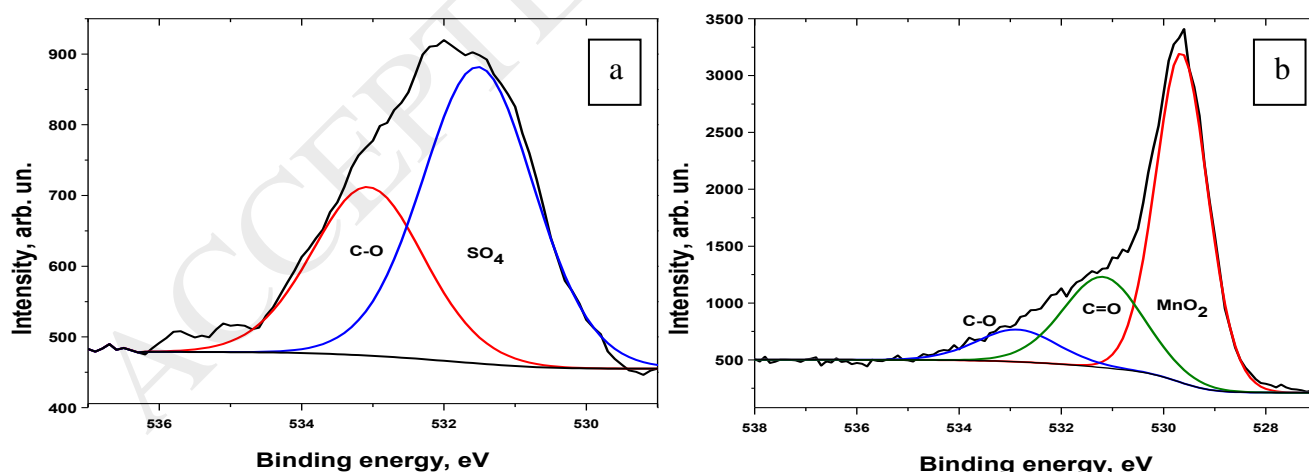 ACCEPTE
Intensity, arb. un.
900
800
700
600
500
400
a
C-O
SO4
536
534
532
530
Binding energy, eV
Intensity, arb. un.
3500
3000
2500
2000
1500
1000
500
b
C-O
C=O
MnO2
538
536
534
532
530
528
Binding energy, eV